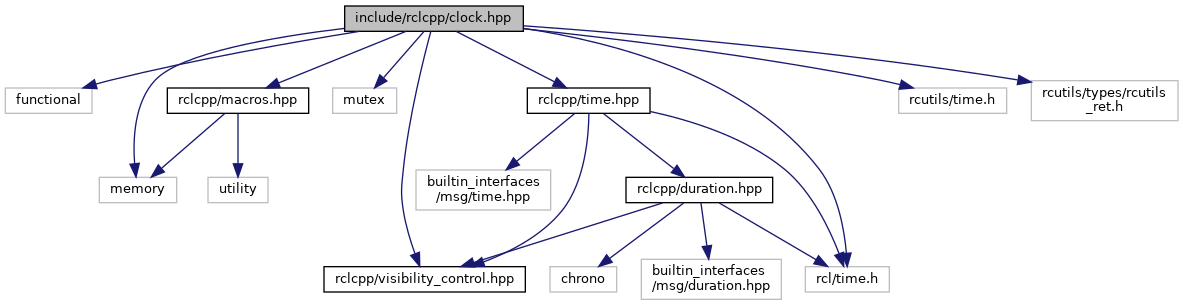 include/rclcpp/clock.hpp
functional
rclcpp/macros.hpp
mutex
rclcpp/time.hpp
rcutils/time.h
rcutils/types/rcutils
_ret.h
memory
utility
builtin_interfaces
/msg/time.hpp
rclcpp/duration.hpp
rclcpp/visibility_control.hpp
chrono
builtin_interfaces
/msg/duration.hpp
rcl/time.h